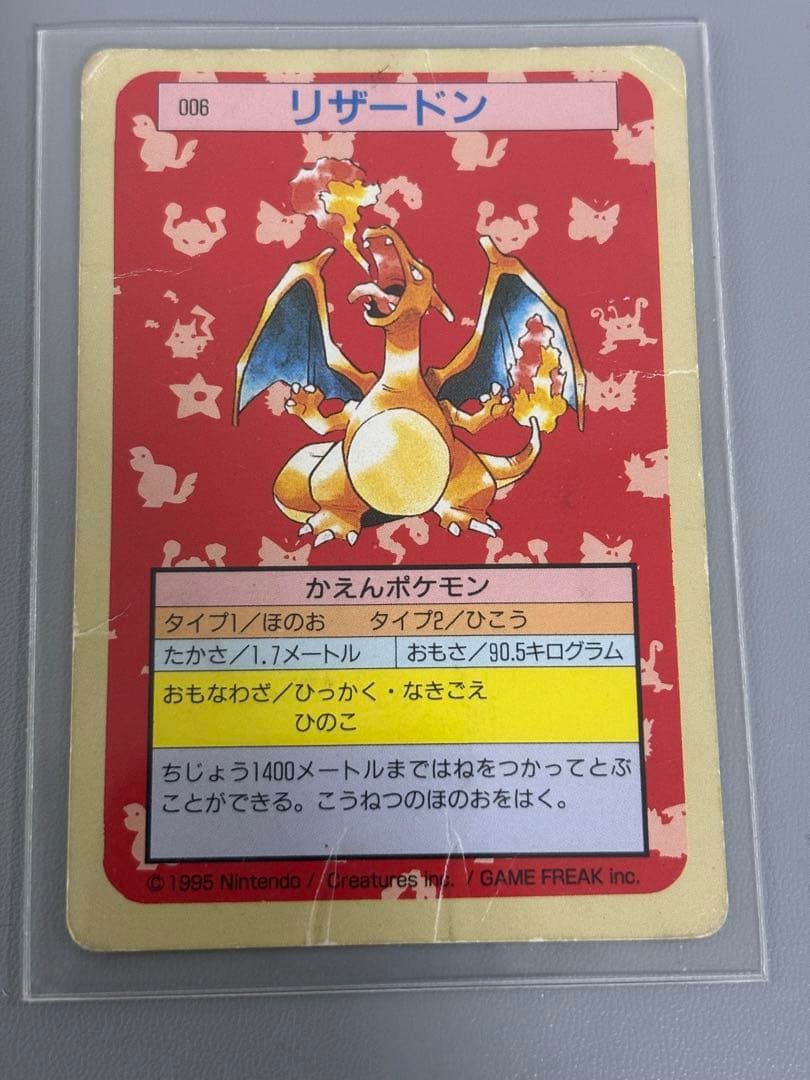 006 リザードン
かえんポケモン
タイプ1/ほのお タイプ2/ひこう
たかさ/1.7メートル おもさ/90.5キログラム
おもなわざ/ひっかく・なきごえ
ひのこ
ちじょう1400メートルまではねをつかってとぶ
ことができる。こうねつのほのおをはく。
© 1995 Nintendo / Creatures inc. / GAME FREAK inc.